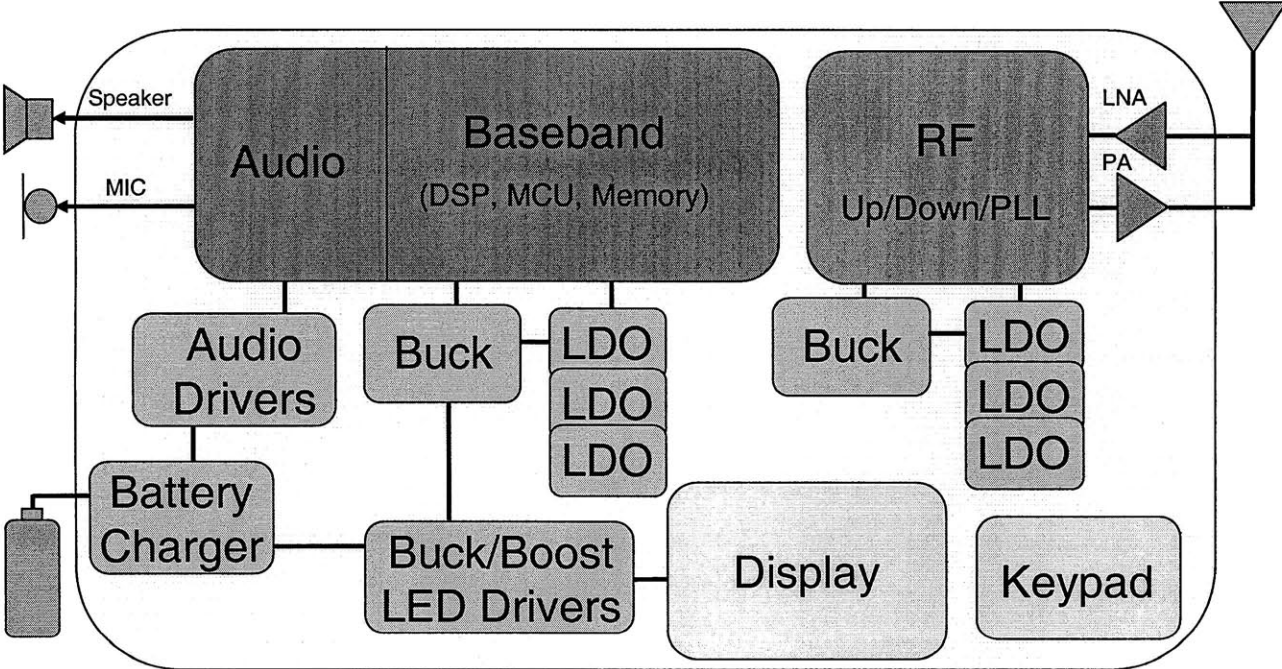 Speaker
MIC
Audio
Baseband
(DSP, MCU, Memory)
RF
Up/Down/PLL
LNA
PA
Audio
Drivers
Buck
LDO
LDO
LDO
Buck
LDO
LDO
LDO
Battery
Charger
Buck/Boost
LED Drivers
Display
Keypad